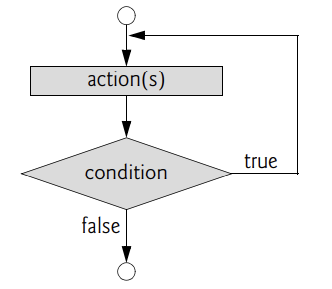 action(s)
condition
true
false